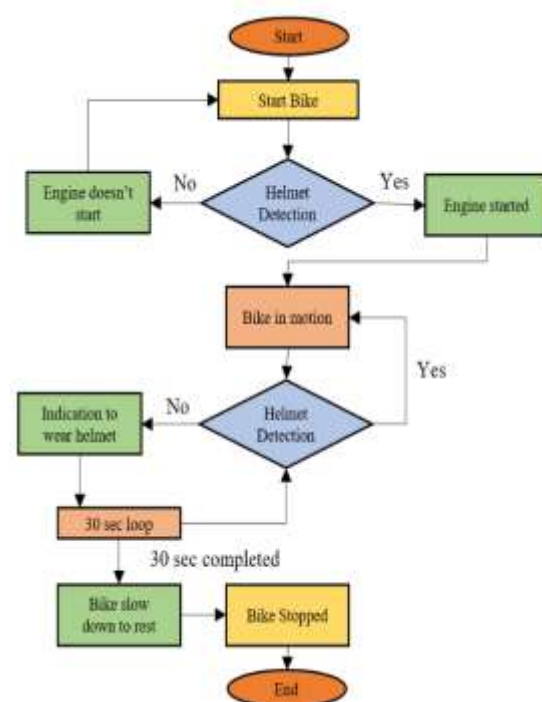 Start
Start Bike
No
Yes
Helmet
Detection
Engine doesn't
start
Engine started
Bike in motion
Yes
No
Helmet
Detection
Indication to
wear helmet
30 sec loop
30 sec completed
Bike slow
down to rest
Bike Stopped
End